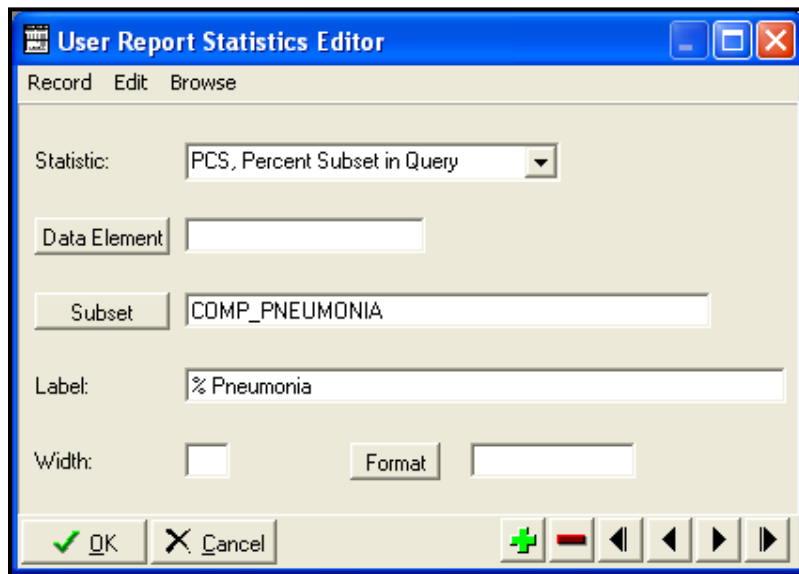 User Report Statistics Editor
Record Edit Browse
Statistic: PCS, Percent Subset in Query
Data Element
Subset COMP_PNEUMONIA
Label: % Pneumonia
Width: Format
OK Cancel